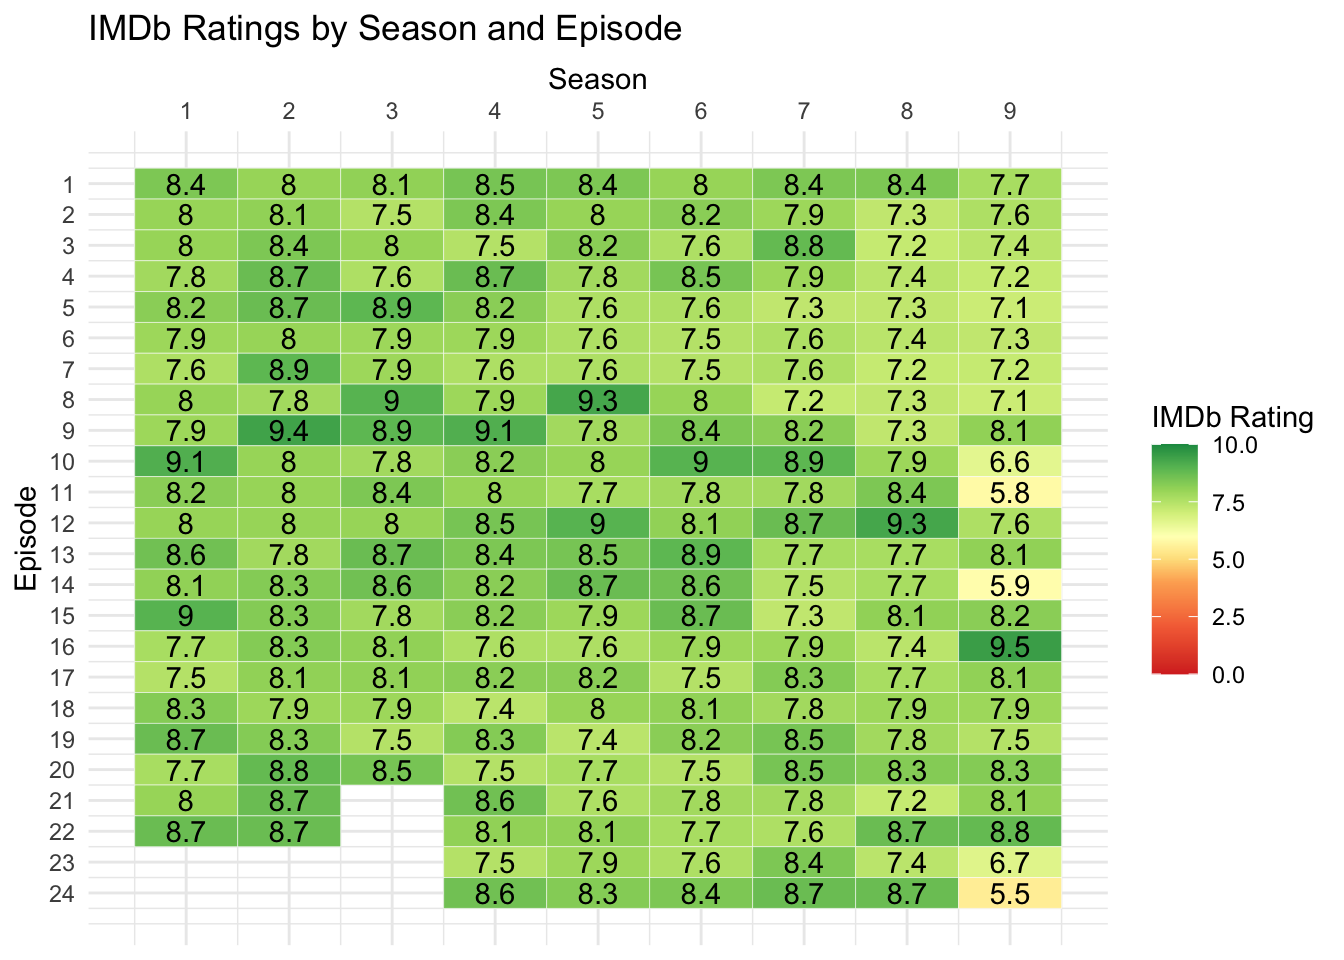 IMDb Ratings by Season and Episode
Season
1 2 3 4 5 6 7 8 9
1 8.4 8 8.1 8.5 8.4 8 8.4 8.4 7.7
2 8 8.1 7.5 8.4 8 8.2 7.9 7.3 7.6
3 8 8.4 8 7.5 8.2 7.6 8.8 7.2 7.4
4 7.8 8.7 7.6 8.7 7.8 8.5 7.9 7.4 7.2
5 8.2 8.7 8.9 8.2 7.6 7.6 7.3 7.3 7.1
6 7.9 8 7.9 7.9 7.6 7.5 7.6 7.4 7.3
7 7.6 8.9 7.9 7.6 7.6 7.5 7.6 7.2 7.2
8 8 7.8 9 7.9 9.3 8 7.2 7.3 7.1
9 7.9 9.4 8.9 9.1 7.8 8.4 8.2 7.3 8.1
10 9.1 8 7.8 8.2 8 9 8.9 7.9 6.6
11 8.2 8 8.4 8 7.7 7.8 7.8 8.4 5.8
12 8 8 8 8.5 9 8.1 8.7 9.3 7.6
13 8.6 7.8 8.7 8.4 8.5 8.9 7.7 7.7 8.1
14 8.1 8.3 8.6 8.2 8.7 8.6 7.5 7.7 5.9
15 9 8.3 7.8 8.2 7.9 8.7 7.3 8.1 8.2
16 7.7 8.3 8.1 7.6 7.6 7.9 7.9 7.4 9.5
17 7.5 8.1 8.1 8.2 8.2 7.5 8.3 7.7 8.1
18 8.3 7.9 7.9 7.4 8 8.1 7.8 7.9 7.9
19 8.7 8.3 7.5 8.3 7.4 8.2 8.5 7.8 7.5
20 7.7 8.8 8.5 7.5 7.7 7.5 8.5 8.3 8.3
21 8 8.7 8.6 7.6 7.8 7.8 7.2 8.1
22 8.7 8.7 8.1 8.1 7.7 7.6 8.7 8.8
23 7.5 7.9 7.6 8.4 7.4 6.7
24 8.6 8.3 8.4 8.7 8.7 5.5
Episode
IMDb Rating
10.0
7.5
5.0
2.5
0.0